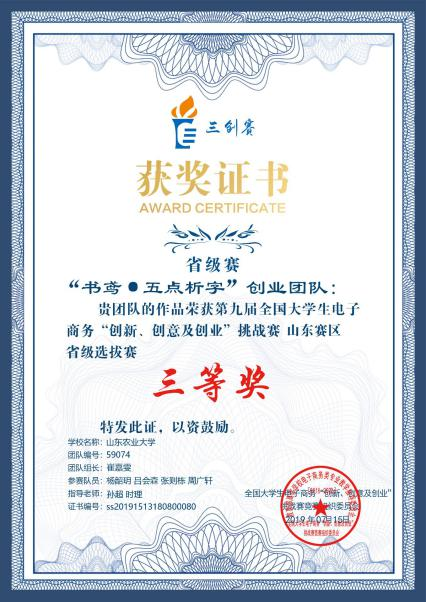 三创赛
获奖证书
AWARD CERTIFICATE
省级赛
“书鸢●五点析字”创业团队：
贵团队的作品荣获第九届全国大学生电子
商务“创新、创意及创业”挑战赛 山东赛区
省级选拔赛
三等奖
特发此证，以资鼓励。
学校名称：山东农业大学
团队编号：59074
团队组长：崔嘉雯
参赛队员：杨韶明 吕会森 张则栋 周广轩
指导老师：孙超 时理
证书编号：ss20191513180800080
全国大学生电子商务“创新、创意及创业”
挑战赛竞赛组织委员会
2019年07月15日